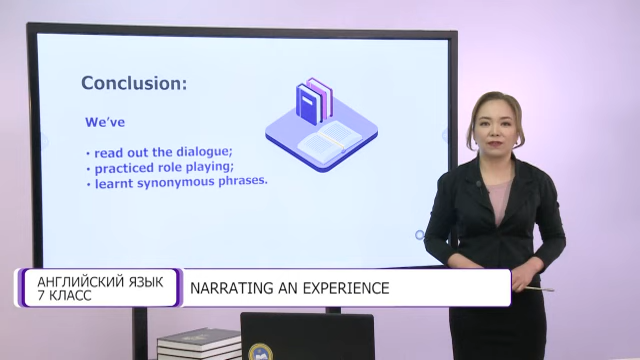 Conclusion:
We've
• read out the dialogue;
• practiced role playing;
• learnt synonymous phrases.
АНГЛИЙСКИЙ ЯЗЫК
7 КЛАСС
NARRATING AN EXPERIENCE